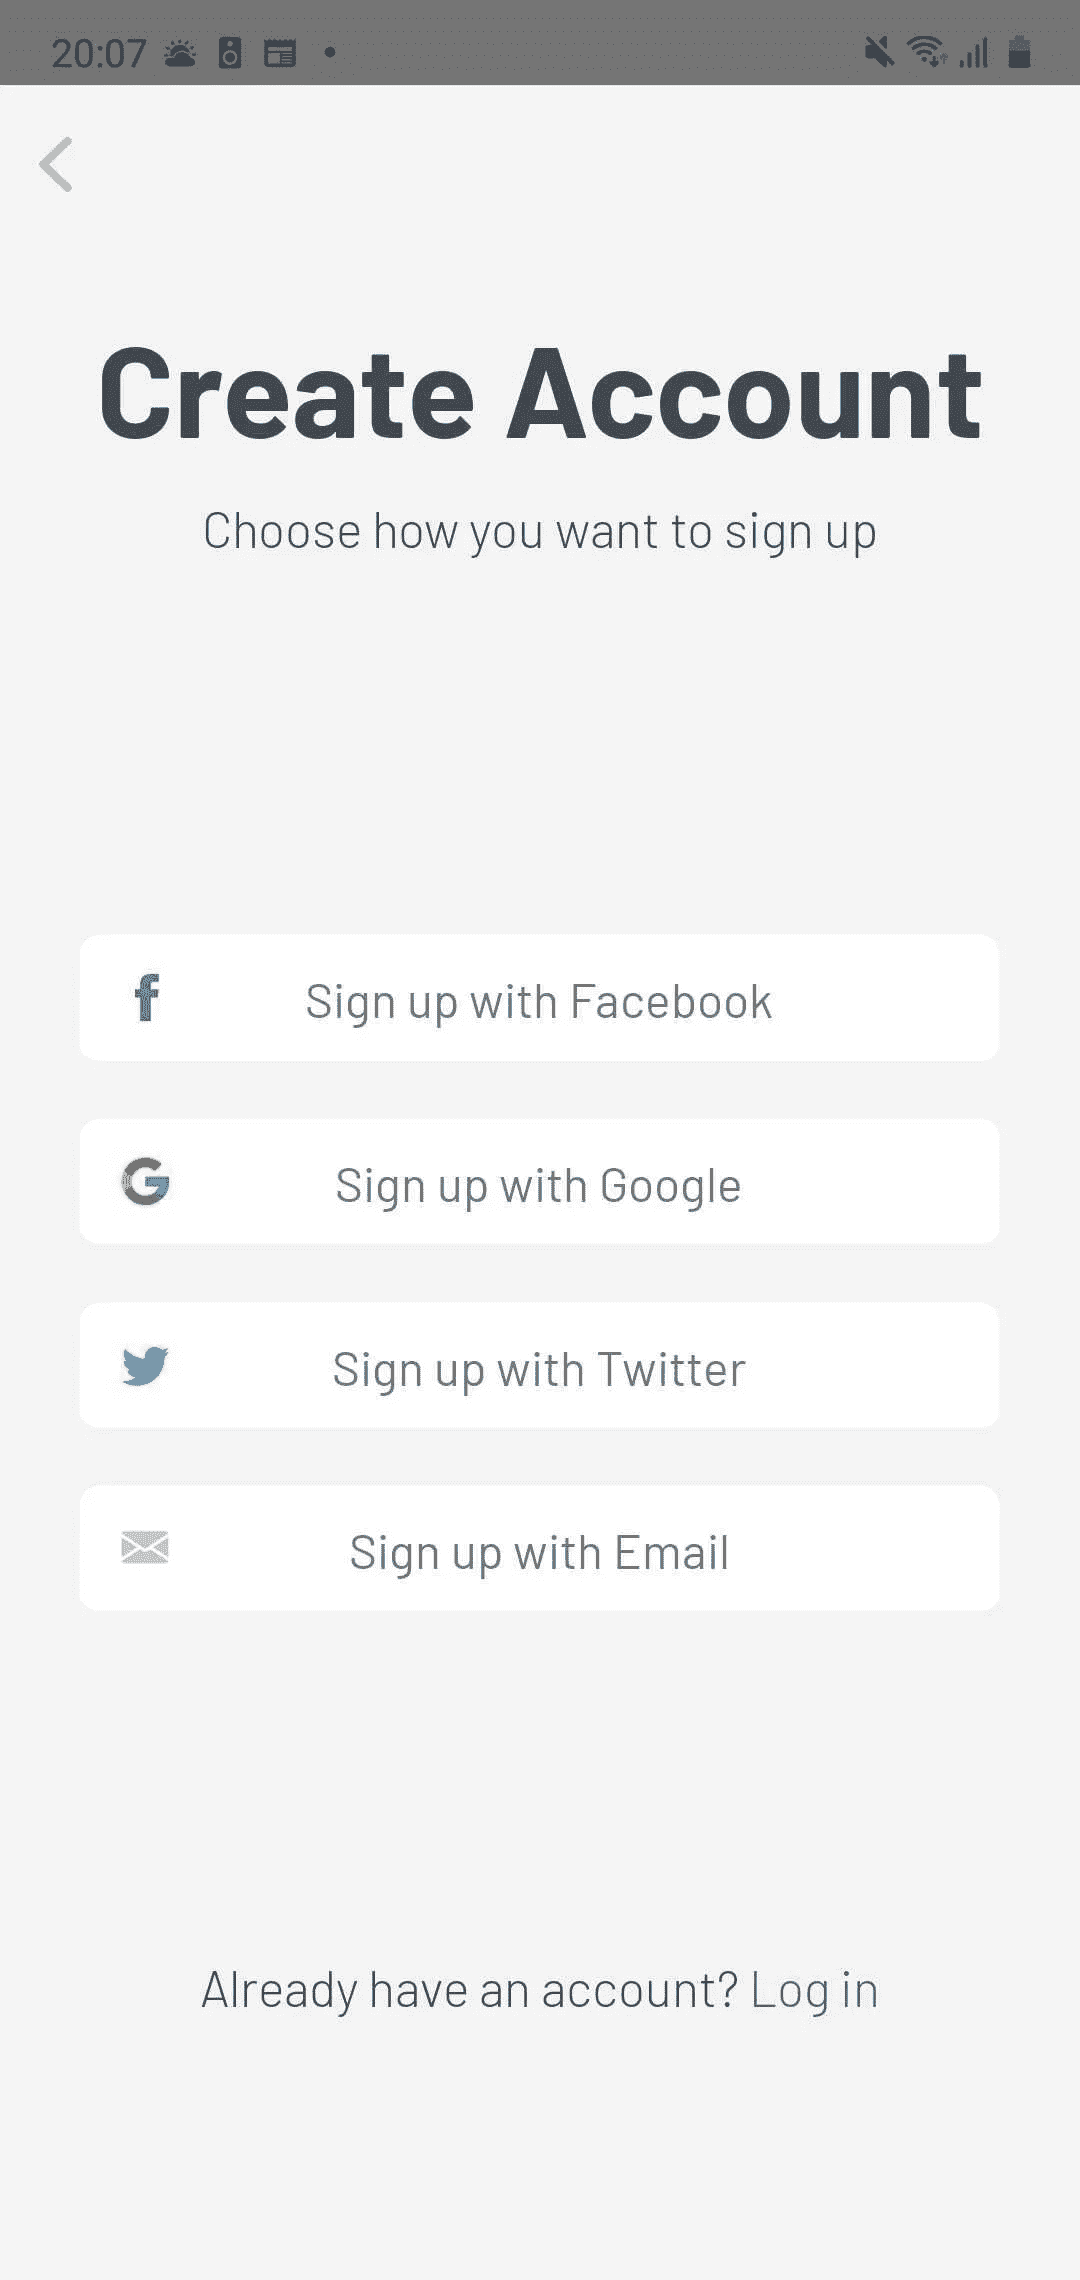 20:07
Create Account
Choose how you want to sign up
Sign up with Facebook
Sign up with Google
Sign up with Twitter
Sign up with Email
Already have an account? Log in